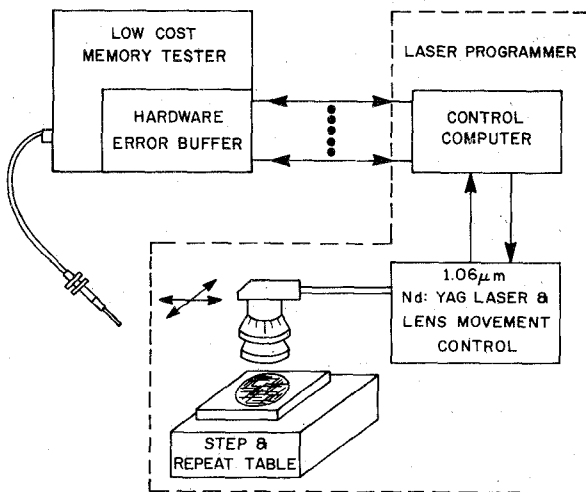 LOW COST
MEMORY TESTER
HARDWARE
ERROR BUFFER
LASER PROGRAMMER
CONTROL
COMPUTER
1.06μm
Nd: YAG LASER &
LENS MOVEMENT
CONTROL
STEP &
REPEAT TABLE